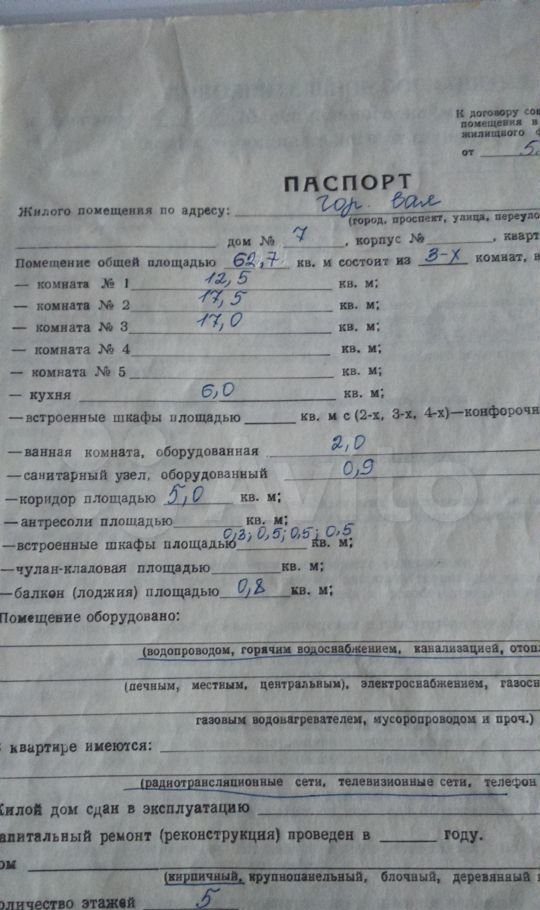 К договору соц
помещения в
жилищного ф
от 5.
ПАСПОРТ
Жилого помещения по адресу: Гор. вал
(город, проспект, улица, переуло
дом № 7, корпус №, кварт
Помещение общей площадью 62,7 кв. м состоит из 3-х комнат, в
— комната № 1 12,5 кв. м;
— комната № 2 17,5 кв. м;
— комната № 3 17,0 кв. м;
— комната № 4 кв. м;
— комната № 5 кв. м;
— кухня 6,0 кв. м;
—встроенные шкафы площадью кв. м с (2-х, 3-х, 4-х)—конфорочн
—ванная комната, оборудованная 2,0
—санитарный узел, оборудованный 0,9
—коридор площадью 5,0 кв. м;
—антресоли площадью кв. м;
—встроенные шкафы площадью 0,3; 0,5; 0,5; 0,5 кв. м;
—чулан-кладовая площадью кв. м;
—балкон (лоджия) площадью 0,8 кв. м;
Помещение оборудовано:
(водопроводом, горячим водоснабжением, канализацией, отопл
(печным, местным, центральным), электроснабжением, газосн
газовым водонагревателем, мусоропроводом и проч.)
квартире имеются:
(радиотрансляционные сети, телевизионные сети, телефон
Жилой дом сдан в эксплуатацию
апитальный ремонт (реконструкция) проведен в году.
ом
(кирпичный, крупнопанельный, блочный, деревянный и
оличество этажей 5
Avito